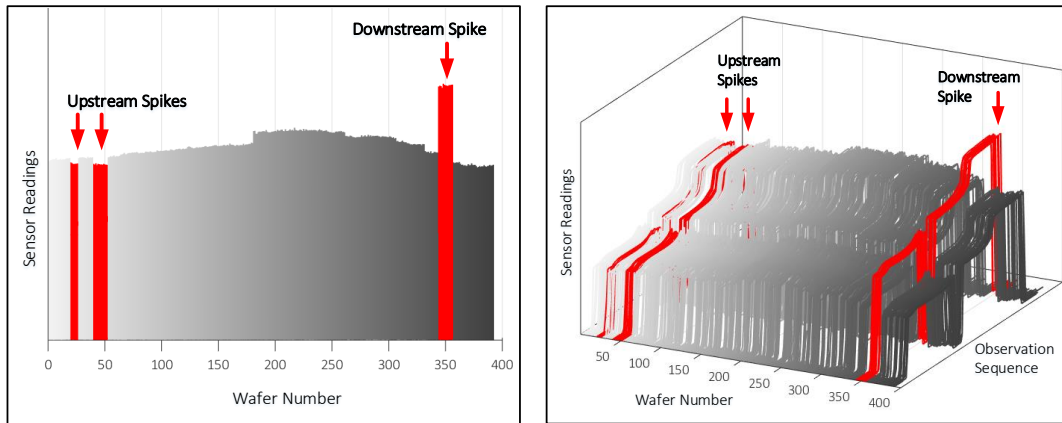 Downstream Spike
Upstream Spikes
Sensor Readings
0 50 100 150 200 250 300 350 400
Wafer Number
Upstream
Spikes
Downstream
Spike
Sensor Readings
50
100
150
200
250
300
350
400
Wafer Number
Observation
Sequence